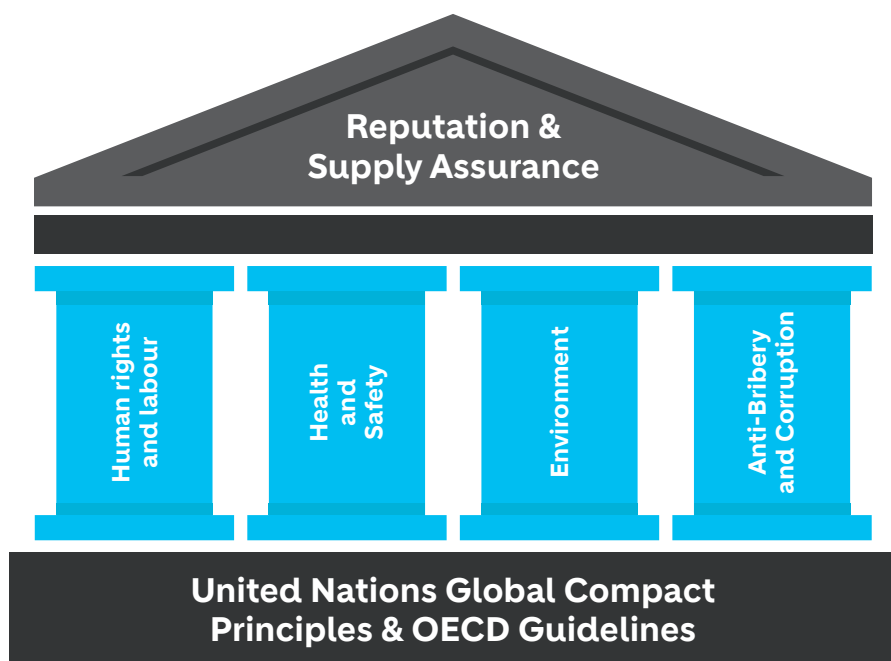 Reputation &
Supply Assurance
Human rights
and labour
Health
and
Safety
Environment
Anti-Bribery
and Corruption
United Nations Global Compact
Principles & OECD Guidelines